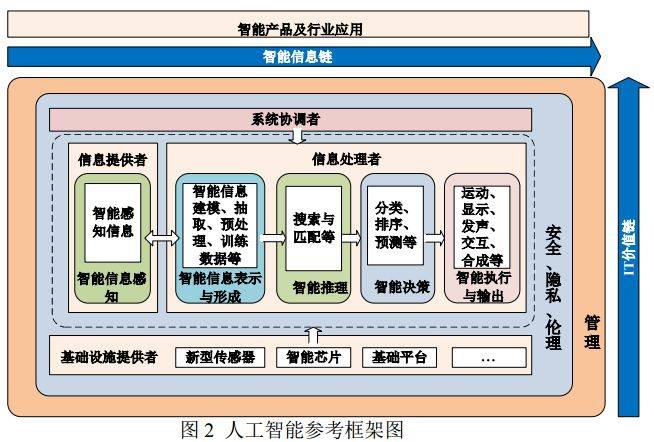 智能产品及行业应用
智能信息链
系统协调者
信息提供者
信息处理者
智能感
知信息
智能信息感
知
智能信息
建模、抽
取、预处
理、训练
数据等
智能信息表示
与形成
搜索与
匹配等
智能推理
分类、
排序、
预测等
智能决策
运动、
显示、
发声、
交互、
合成等
智能执行
与输出
安全、隐私、伦理
管理
IT价值链
基础设施提供者
新型传感器
智能芯片
基础平台
…
图 2 人工智能参考框架图